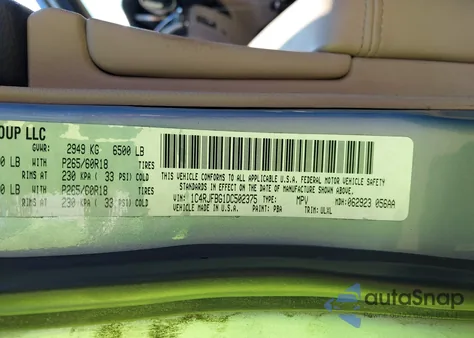 OUP LLC
GVWR: 2949 KG 6500 LB
0 LB WITH P265/60R18 TIRES
RIMS AT 230 KPA ( 33 PSI) COLD
0 LB WITH P265/60R18 TIRES
RIMS AT 230 KPA ( 33 PSI) COLD
THIS VEHICLE CONFORMS TO ALL APPLICABLE U.S.A. FEDERAL MOTOR VEHICLE SAFETY
STANDARDS IN EFFECT ON THE DATE OF MANUFACTURE SHOWN ABOVE.
VIN: 1C4RJFBG1DC502375 TYPE: MPV MDH: 062923 056AA
VEHICLE MADE IN U.S.A. PAINT: PBA TRIM: ULXL
autoSnap
by Carketa